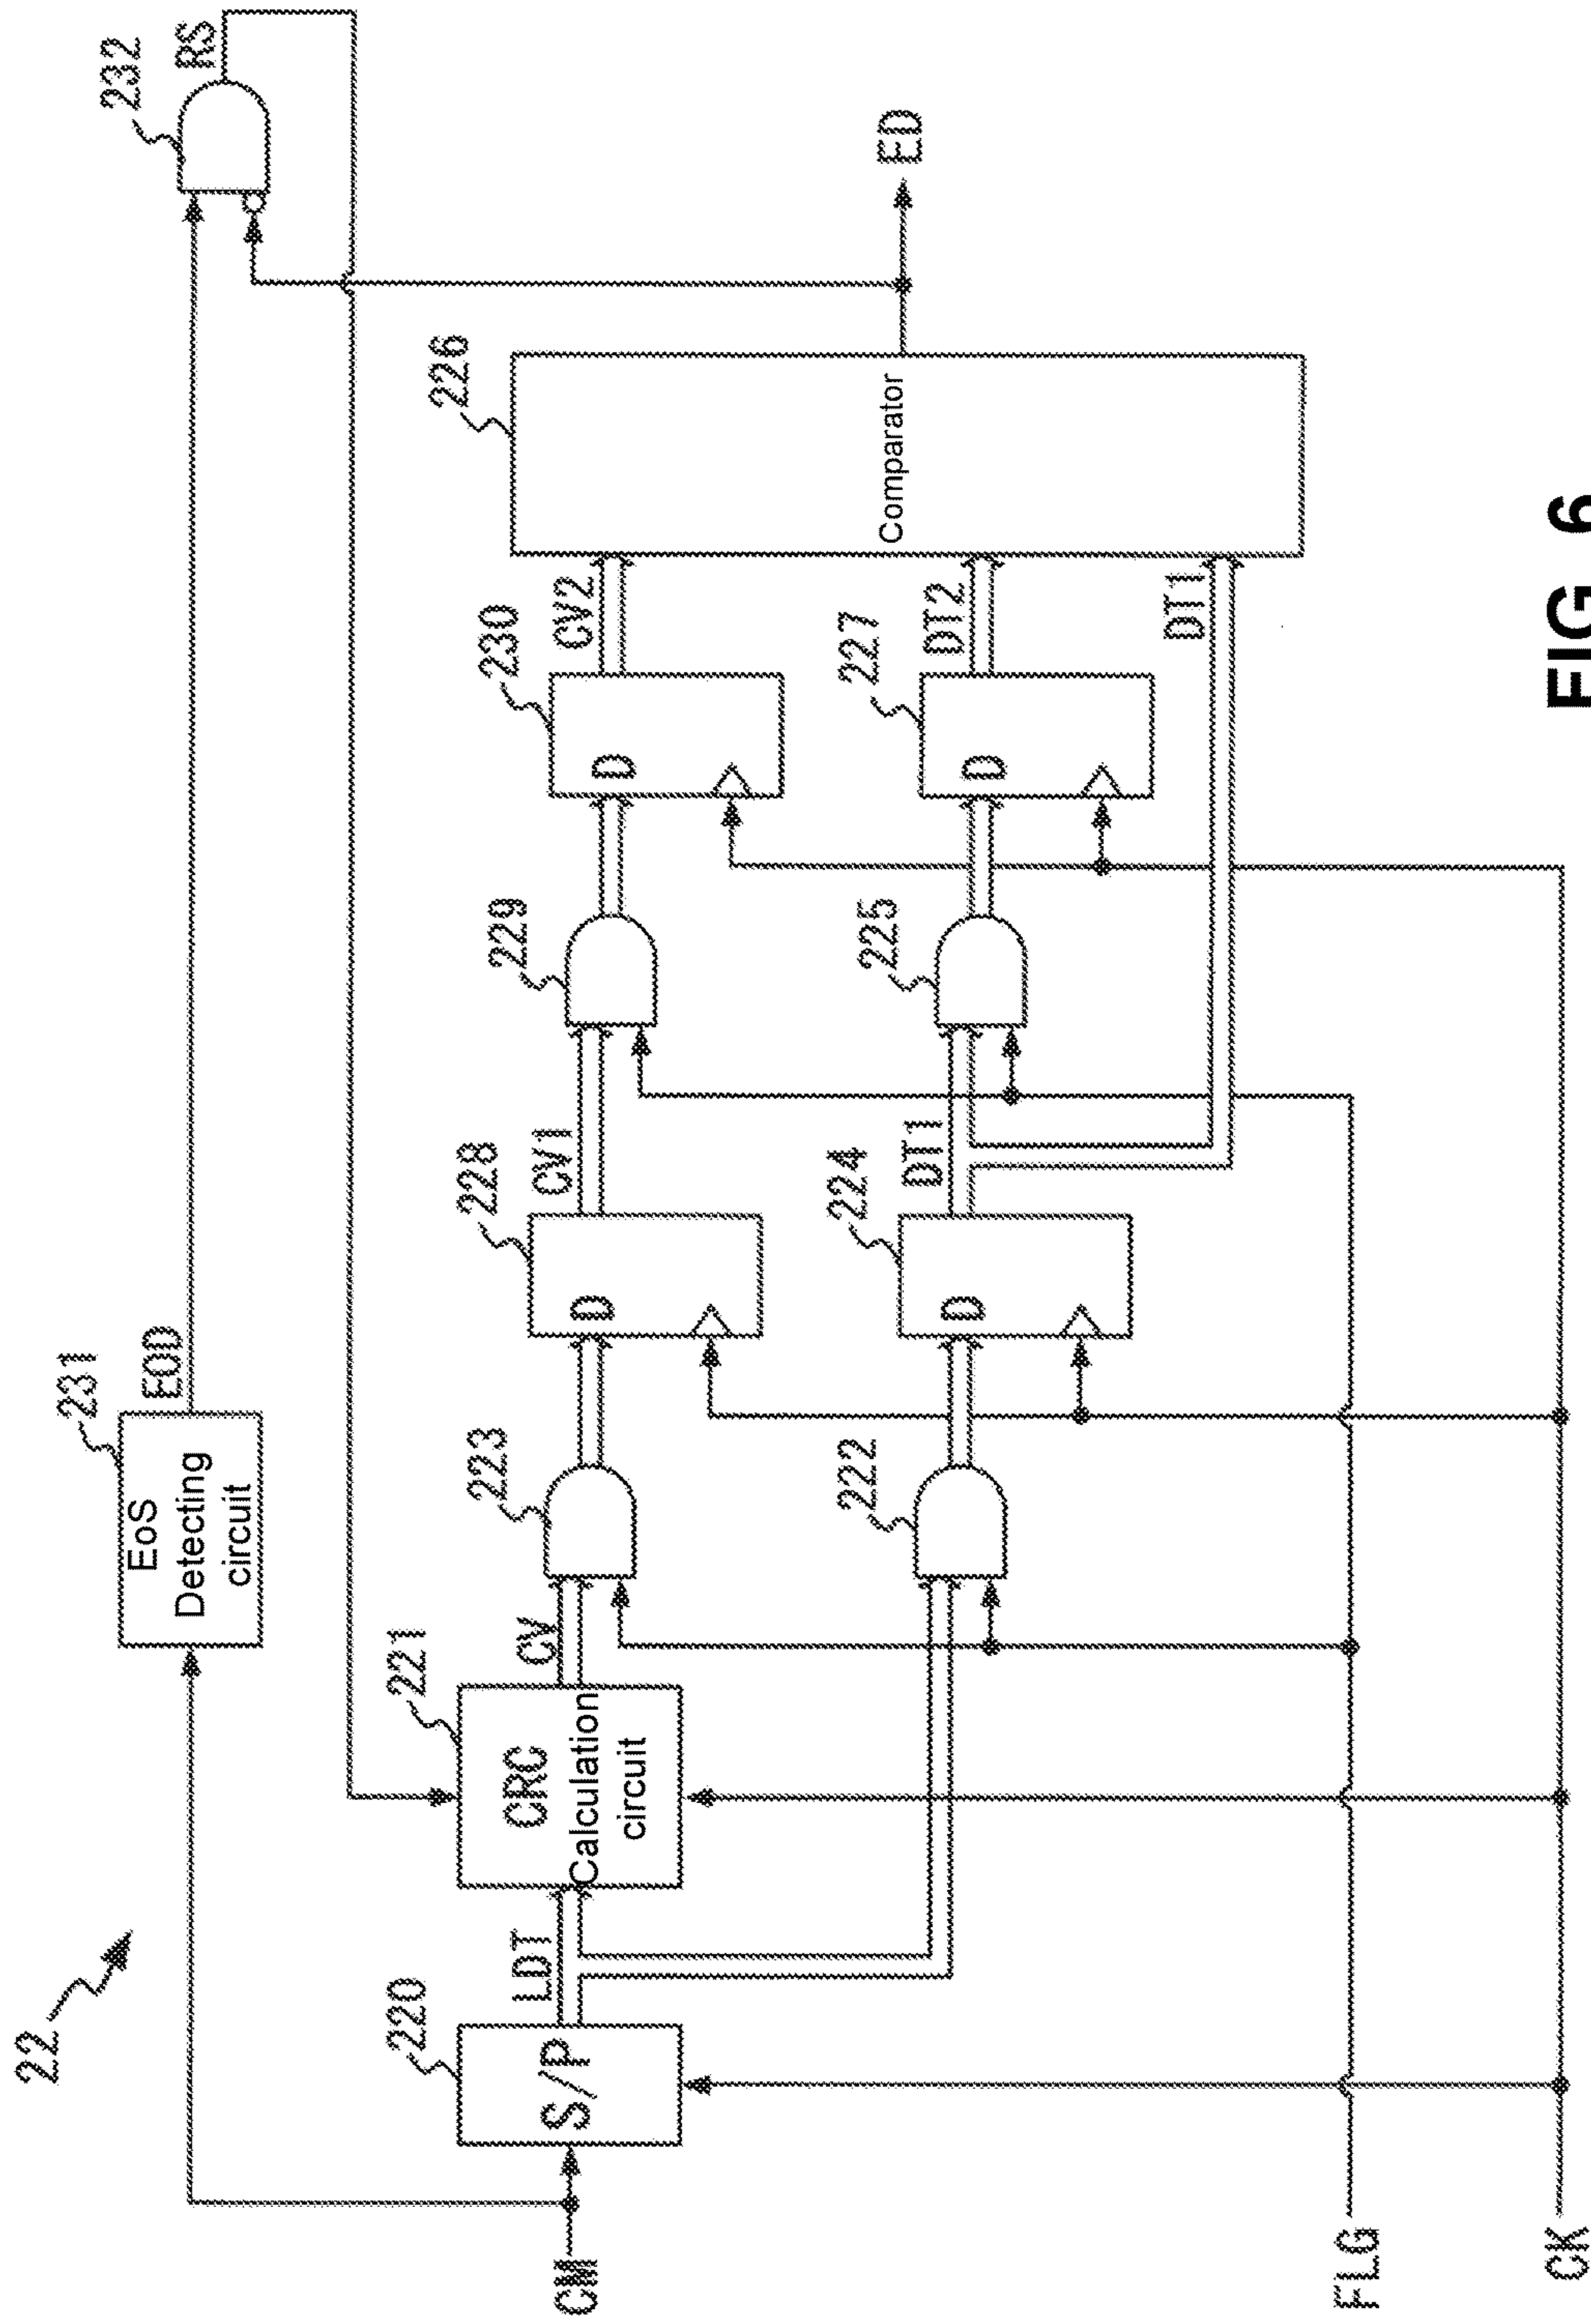 22
231
EoS
Detecting
circuit
EOD
232
RS
220
S/P
LDT
221
CRC
Calculation
circuit
CV
223
228
D
CV1
229
230
D
CV2
226
Comparator
ED
222
224
D
DT1
225
227
D
DT2
DT1
CM
FLG
CK
FIG 6